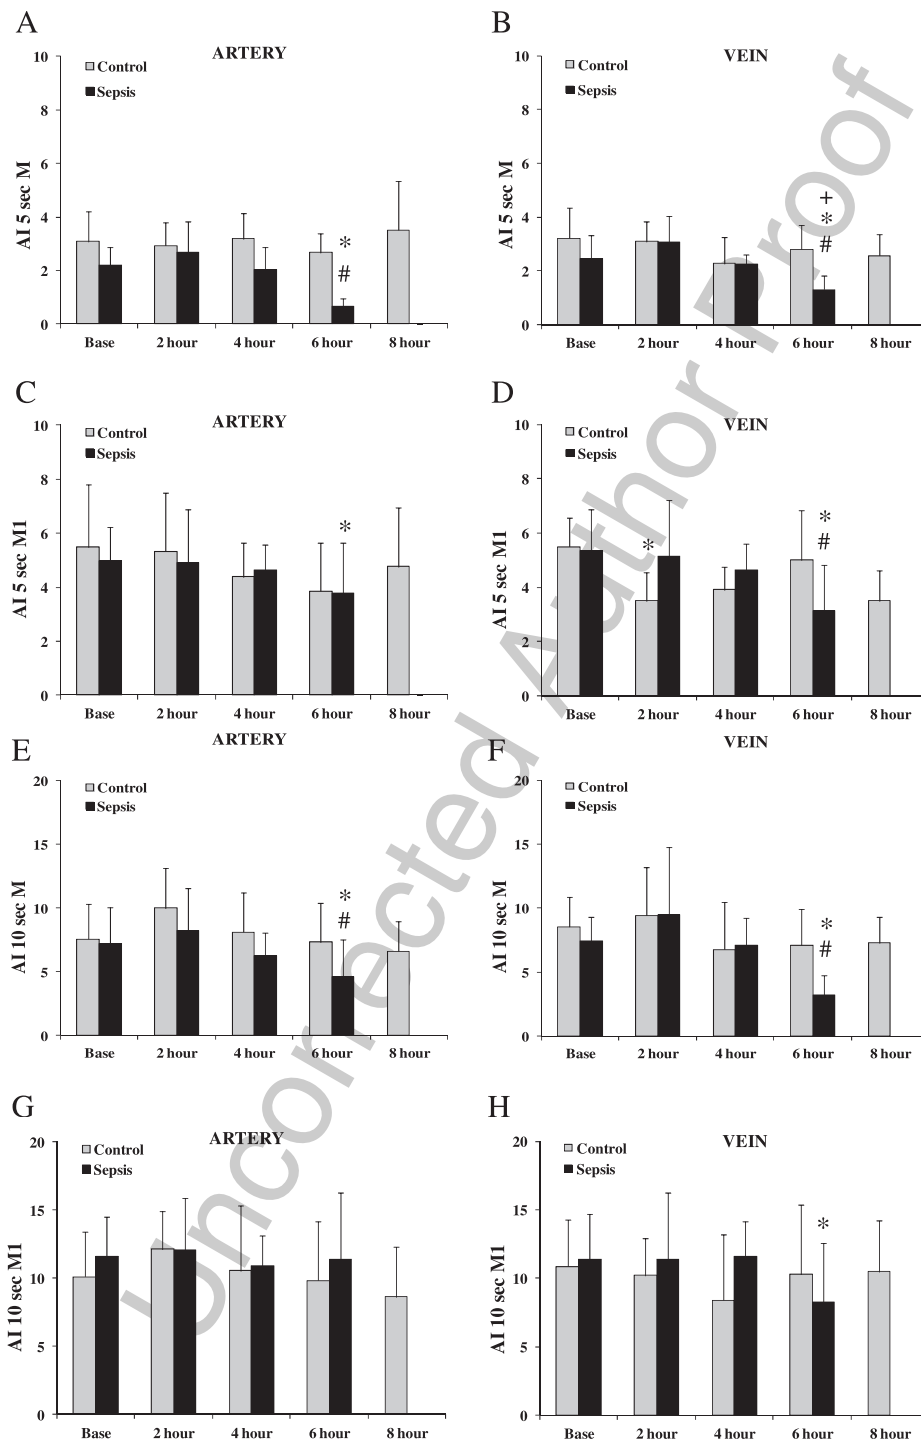 A
ARTERY
Control
Sepsis
AI 5 sec M
10
8
6
4
2
0
*
#
Base 2 hour 4 hour 6 hour 8 hour
B
VEIN
Control
Sepsis
AI 5 sec M
10
8
6
4
2
0
+
*
#
Base 2 hour 4 hour 6 hour 8 hour
C
ARTERY
Control
Sepsis
AI 5 sec M1
10
8
6
4
2
0
*
Base 2 hour 4 hour 6 hour 8 hour
D
VEIN
Control
Sepsis
AI 5 sec M1
10
8
6
4
2
0
*
*
#
Base 2 hour 4 hour 6 hour 8 hour
E
ARTERY
Control
Sepsis
AI 10 sec M
20
15
10
5
0
*
#
Base 2 hour 4 hour 6 hour 8 hour
F
VEIN
Control
Sepsis
AI 10 sec M
20
15
10
5
0
*
#
Base 2 hour 4 hour 6 hour 8 hour
G
ARTERY
Control
Sepsis
AI 10 sec M1
20
15
10
5
0
Base 2 hour 4 hour 6 hour 8 hour
H
VEIN
Control
Sepsis
AI 10 sec M1
20
15
10
5
0
*
Base 2 hour 4 hour 6 hour 8 hour
Uncorrected Author Proof